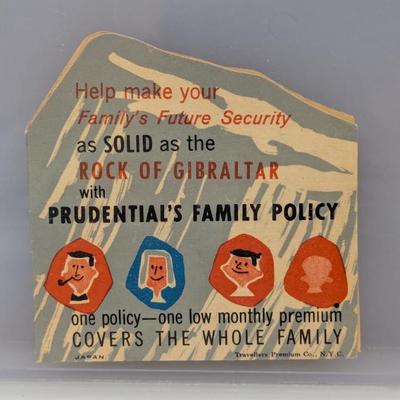 Help make your
Family's Future Security
as SOLID as the
ROCK OF GIBRALTAR
with
PRUDENTIAL'S FAMILY POLICY
one policy—one low monthly premium
COVERS THE WHOLE FAMILY
JAPAN. Travellers Premium Co., N.Y.C.